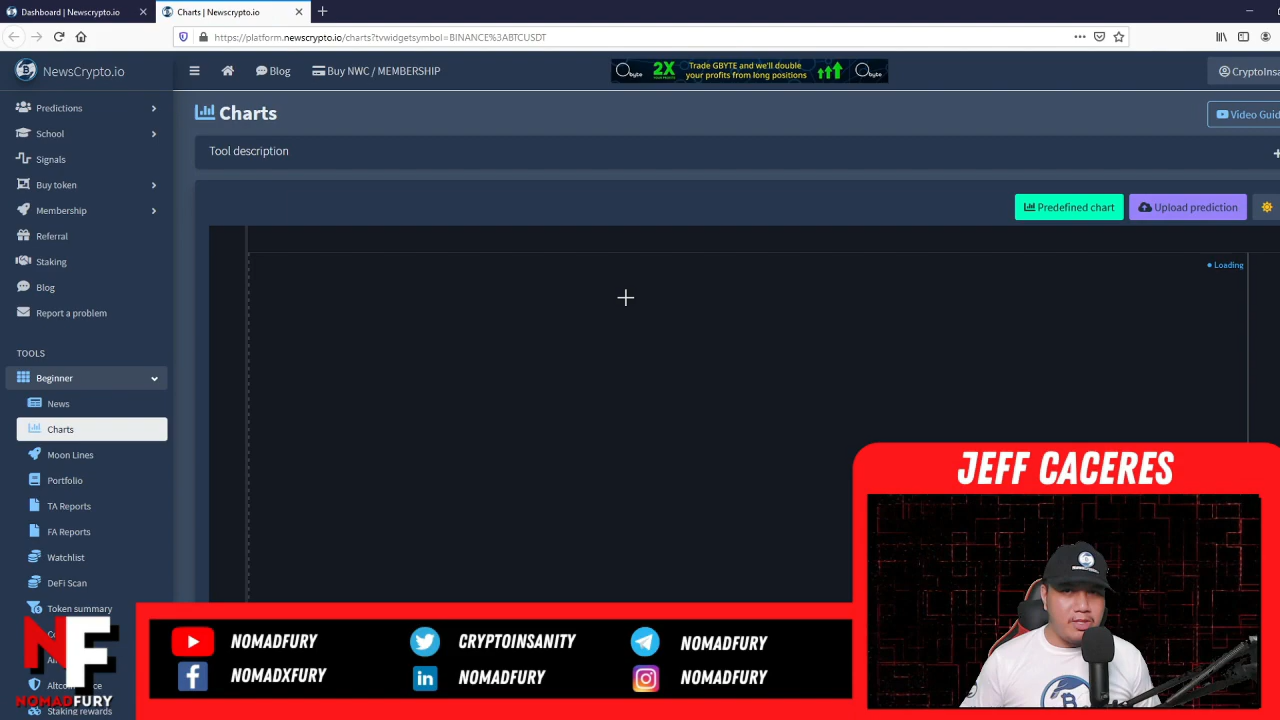 Dashboard | Newscrypto.io
Charts | Newscrypto.io
https://platform.newscrypto.io/charts?tvwidgetsymbol=BINANCE%3ABTCUSDT
NewsCrypto.io
Blog
Buy NWC / MEMBERSHIP
byte
2X
Trade GBYTE and we'll double
your profits from long positions
byte
CryptoInsa
Predictions
School
Signals
Buy token
Membership
Referral
Staking
Blog
Report a problem
TOOLS
Beginner
News
Charts
Moon Lines
Portfolio
TA Reports
FA Reports
Watchlist
DeFi Scan
Token summary
Staking rewards
Charts
Video Guid
Tool description
Predefined chart
Upload prediction
Loading
JEFF CACERES
NOMADFURY
CRYPTOINSANITY
NOMADFURY
NOMADXFURY
NOMADFURY
NOMADFURY
NF
NOMADFURY